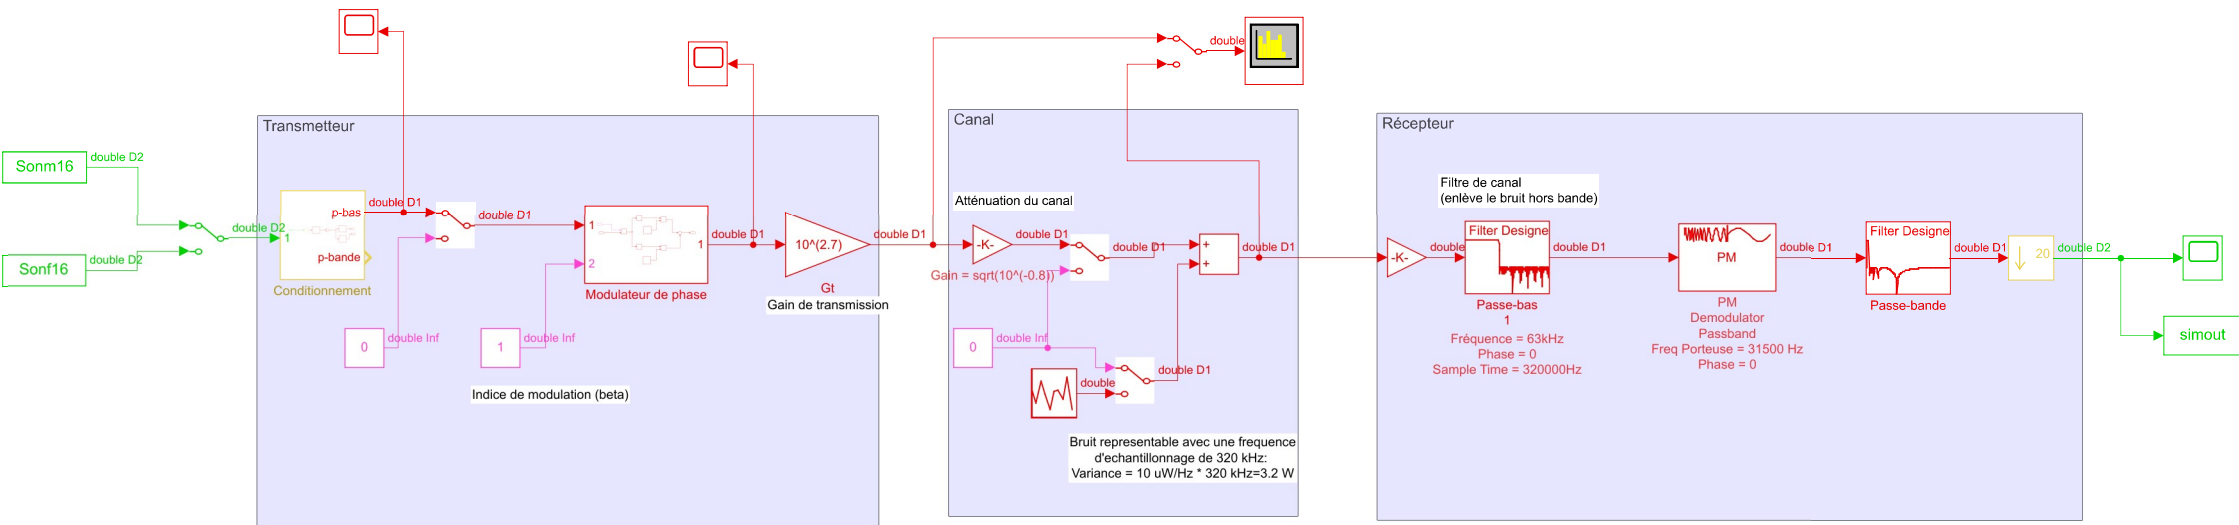 Transmetteur
Canal
Récepteur
double
Sonm16
double D2
Sonf16
double D2
double D2
1
p-bas
p-bande
Conditionnement
double D1
double D1
0
double Inf
1
double Inf
1
2
1
Modulateur de phase
Indice de modulation (beta)
double D1
10^(2.7)
Gt
Gain de transmission
double D1
Atténuation du canal
-K-
Gain = sqrt(10^(-0.8))
double D1
double D1
0
double Inf
double
double D1
+
+
double D1
Bruit representable avec une frequence
d'echantillonnage de 320 kHz:
Variance = 10 uW/Hz * 320 kHz=3.2 W
-K-
double
Filtre de canal
(enlève le bruit hors bande)
Filter Designe
Passe-bas
1
Fréquence = 63kHz
Phase = 0
Sample Time = 320000Hz
double D1
PM
PM
Demodulator
Passband
Freq Porteuse = 31500 Hz
Phase = 0
double D1
Filter Designe
Passe-bande
double D1
20
double D2
simout